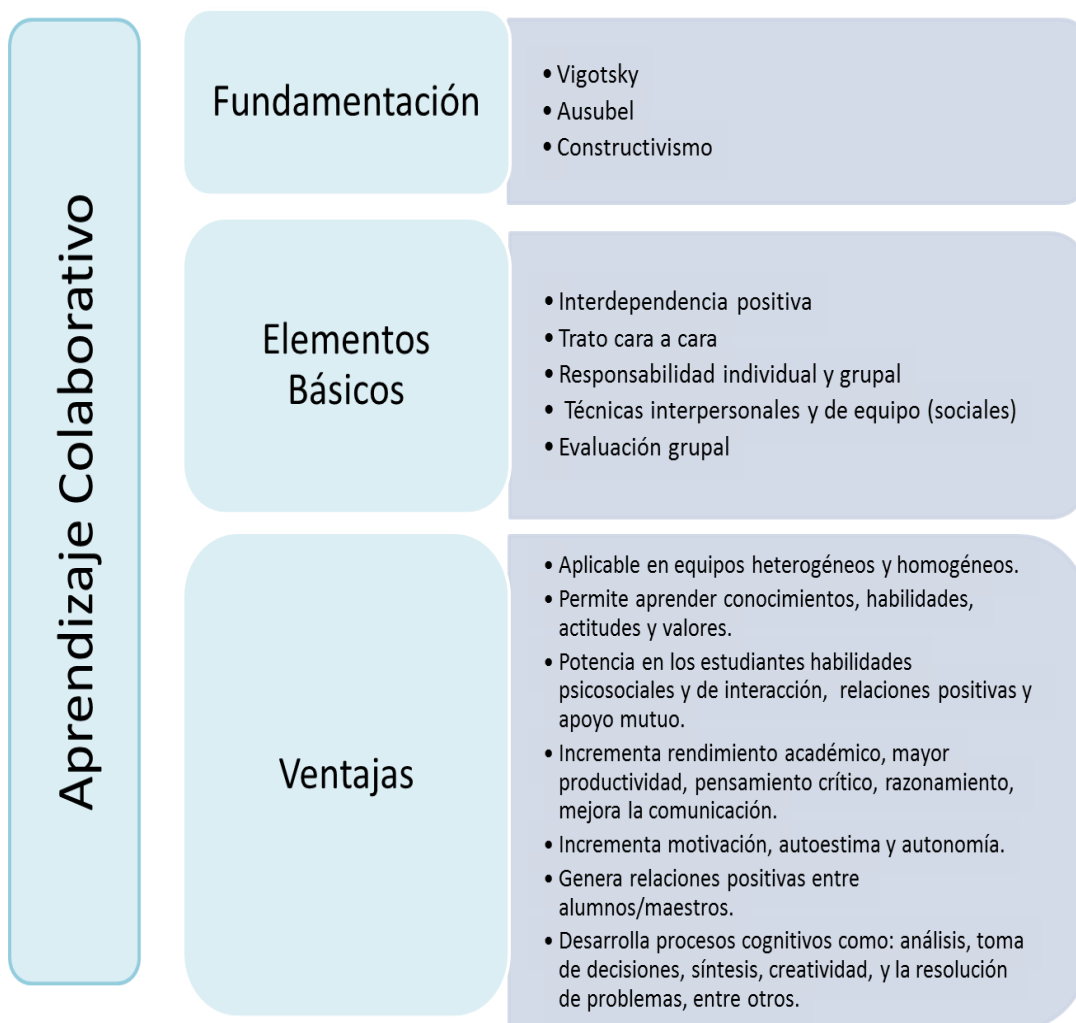 Aprendizaje Colaborativo
Fundamentación
• Vigotsky
• Ausubel
• Constructivismo
Elementos
Básicos
• Interdependencia positiva
• Trato cara a cara
• Responsabilidad individual y grupal
• Técnicas interpersonales y de equipo (sociales)
• Evaluación grupal
Ventajas
• Aplicable en equipos heterogéneos y homogéneos.
• Permite aprender conocimientos, habilidades,
actitudes y valores.
• Potencia en los estudiantes habilidades
psicosociales y de interacción, relaciones positivas y
apoyo mutuo.
• Incrementa rendimiento académico, mayor
productividad, pensamiento crítico, razonamiento,
mejora la comunicación.
• Incrementa motivación, autoestima y autonomía.
• Genera relaciones positivas entre
alumnos/maestros.
• Desarrolla procesos cognitivos como: análisis, toma
de decisiones, síntesis, creatividad, y la resolución
de problemas, entre otros.